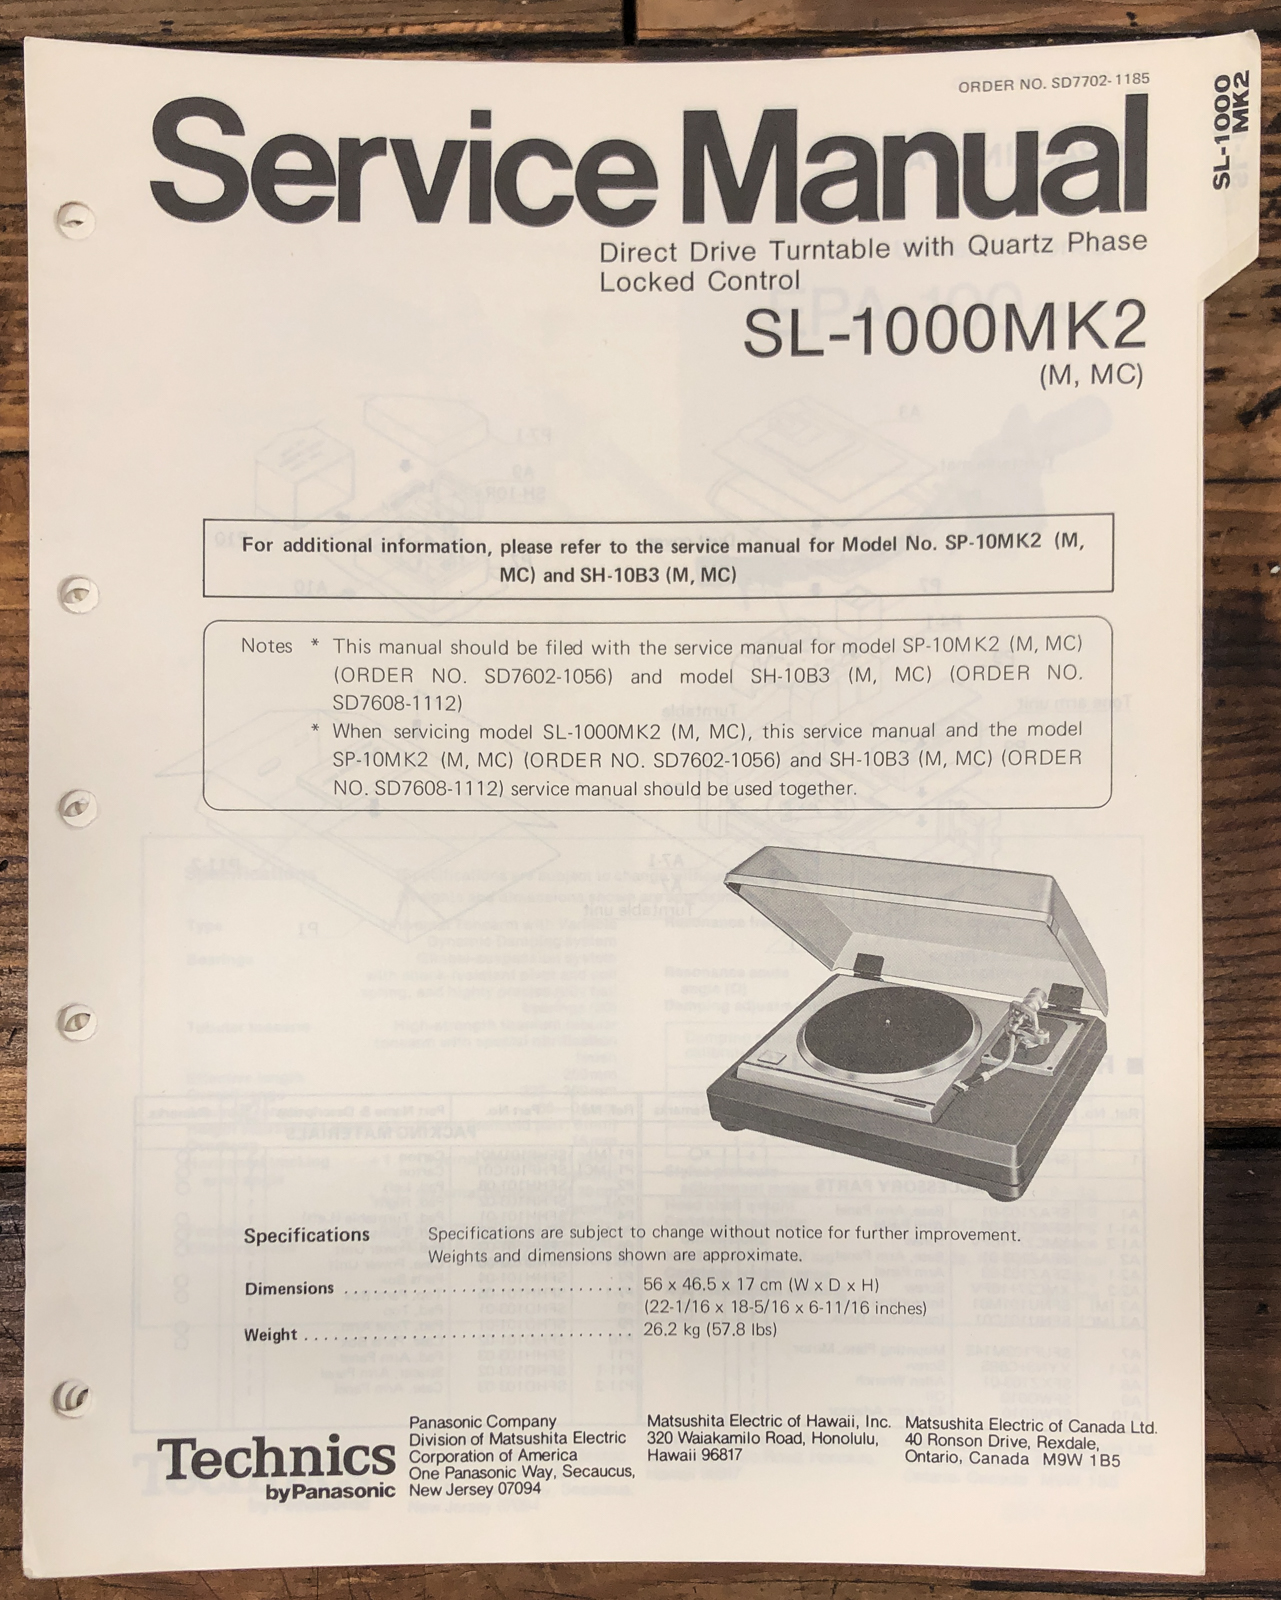 ORDER NO. SD7702-1185
SL-1000
MK2
Service Manual
Direct Drive Turntable with Quartz Phase
Locked Control
SL-1000MK2
(M, MC)
For additional information, please refer to the service manual for Model No. SP-10MK2 (M,
MC) and SH-10B3 (M, MC)
Notes * This manual should be filed with the service manual for model SP-10MK2 (M, MC)
(ORDER NO. SD7602-1056) and model SH-10B3 (M, MC) (ORDER NO.
SD7608-1112)
* When servicing model SL-1000MK2 (M, MC), this service manual and the model
SP-10MK2 (M, MC) (ORDER NO. SD7602-1056) and SH-10B3 (M, MC) (ORDER
NO. SD7608-1112) service manual should be used together.
Specifications Specifications are subject to change without notice for further improvement.
Weights and dimensions shown are approximate.
Dimensions . . . . . . . . . . . . . . . . . . . . . . . . . . . . . . 56 x 46.5 x 17 cm (W x D x H)
(22-1/16 x 18-5/16 x 6-11/16 inches)
Weight . . . . . . . . . . . . . . . . . . . . . . . . . . . . . . . . . . 26.2 kg (57.8 lbs)
Technics
by Panasonic
Panasonic Company
Division of Matsushita Electric
Corporation of America
One Panasonic Way, Secaucus,
New Jersey 07094
Matsushita Electric of Hawaii, Inc.
320 Waiakamilo Road, Honolulu,
Hawaii 96817
Matsushita Electric of Canada Ltd.
40 Ronson Drive, Rexdale,
Ontario, Canada M9W 1B5